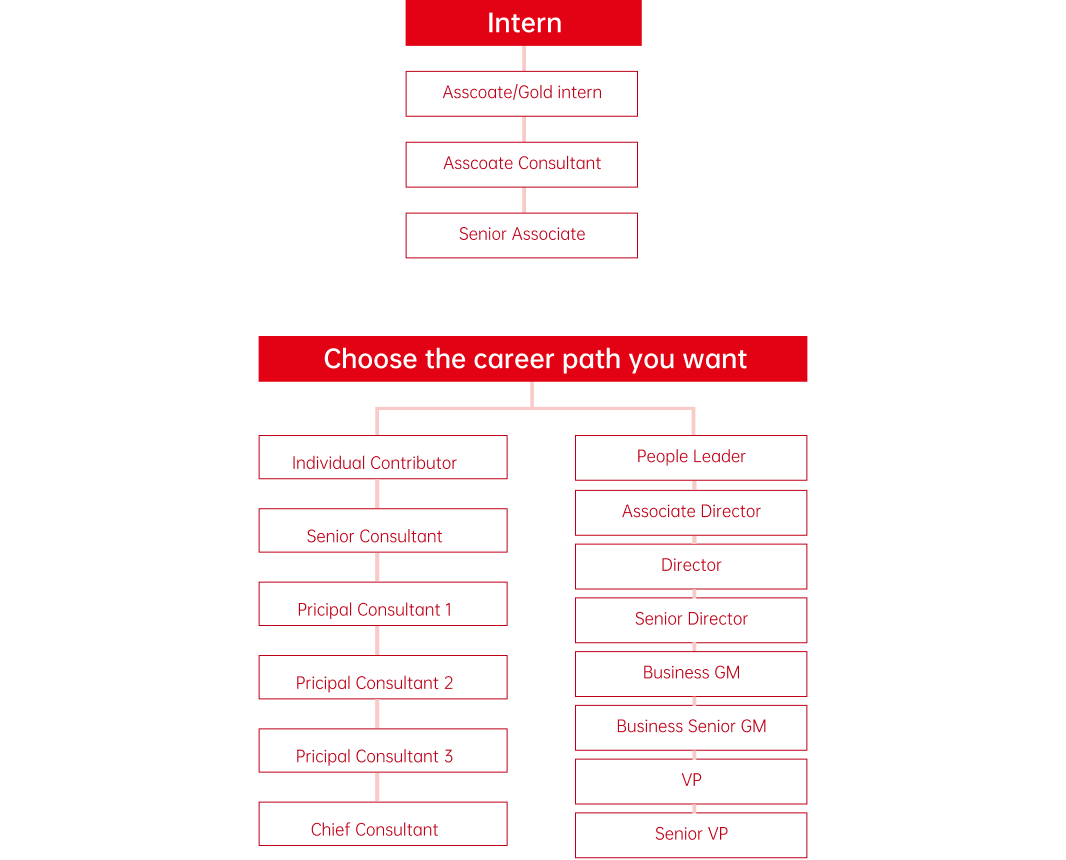 Intern
Asscoate/Gold intern
Asscoate Consultant
Senior Associate
Choose the career path you want
Individual Contributor
Senior Consultant
Pricipal Consultant 1
Pricipal Consultant 2
Pricipal Consultant 3
Chief Consultant
People Leader
Associate Director
Director
Senior Director
Business GM
Business Senior GM
VP
Senior VP